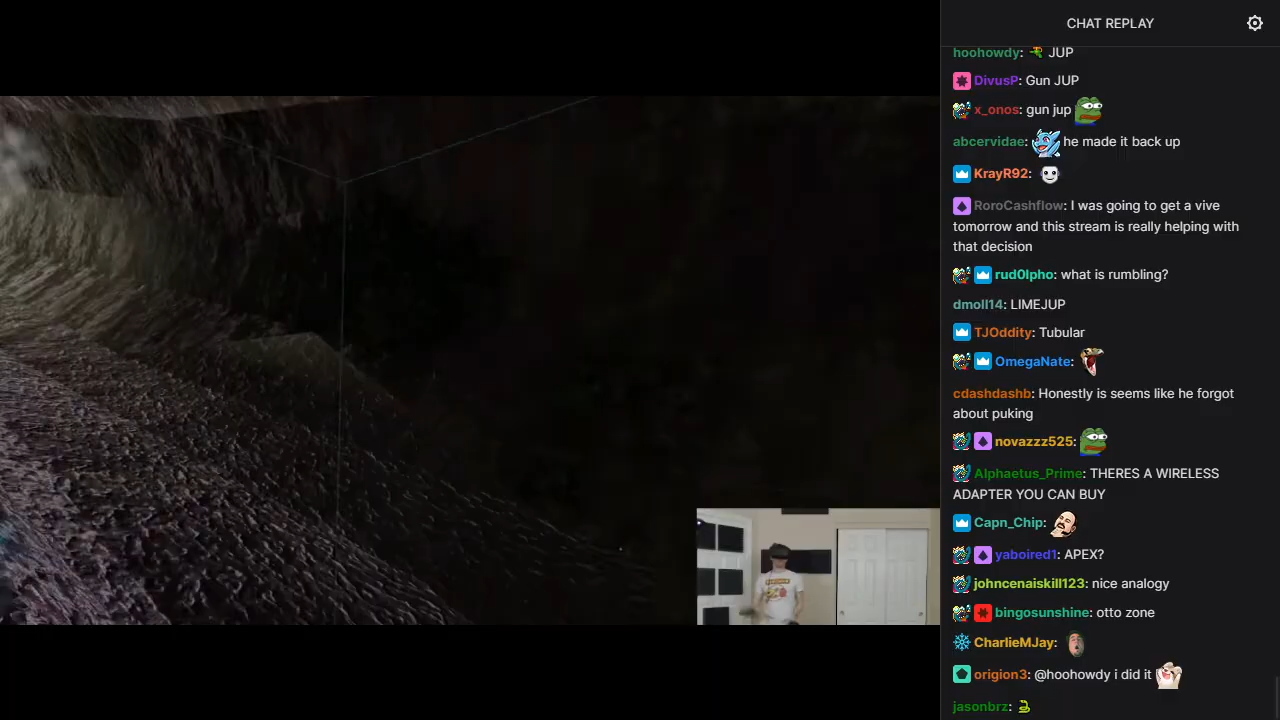 CHAT REPLAY
hoohowdy: JUP
DivusP: Gun JUP
x_onos: gun jup
abcervidae: he made it back up
KrayR92:
RoroCashflow: I was going to get a vive
tomorrow and this stream is really helping with
that decision
rud0lpho: what is rumbling?
dmoll14: LIMEJUP
TJOddity: Tubular
OmegaNate:
cdashdashb: Honestly is seems like he forgot
about puking
novazzz525:
Alphaetus_Prime: THERES A WIRELESS
ADAPTER YOU CAN BUY
Capn_Chip:
yaboired1: APEX?
johncenaiskill123: nice analogy
bingosunshine: otto zone
CharlieMJay:
origion3: @hoohowdy i did it
jasonbrz: